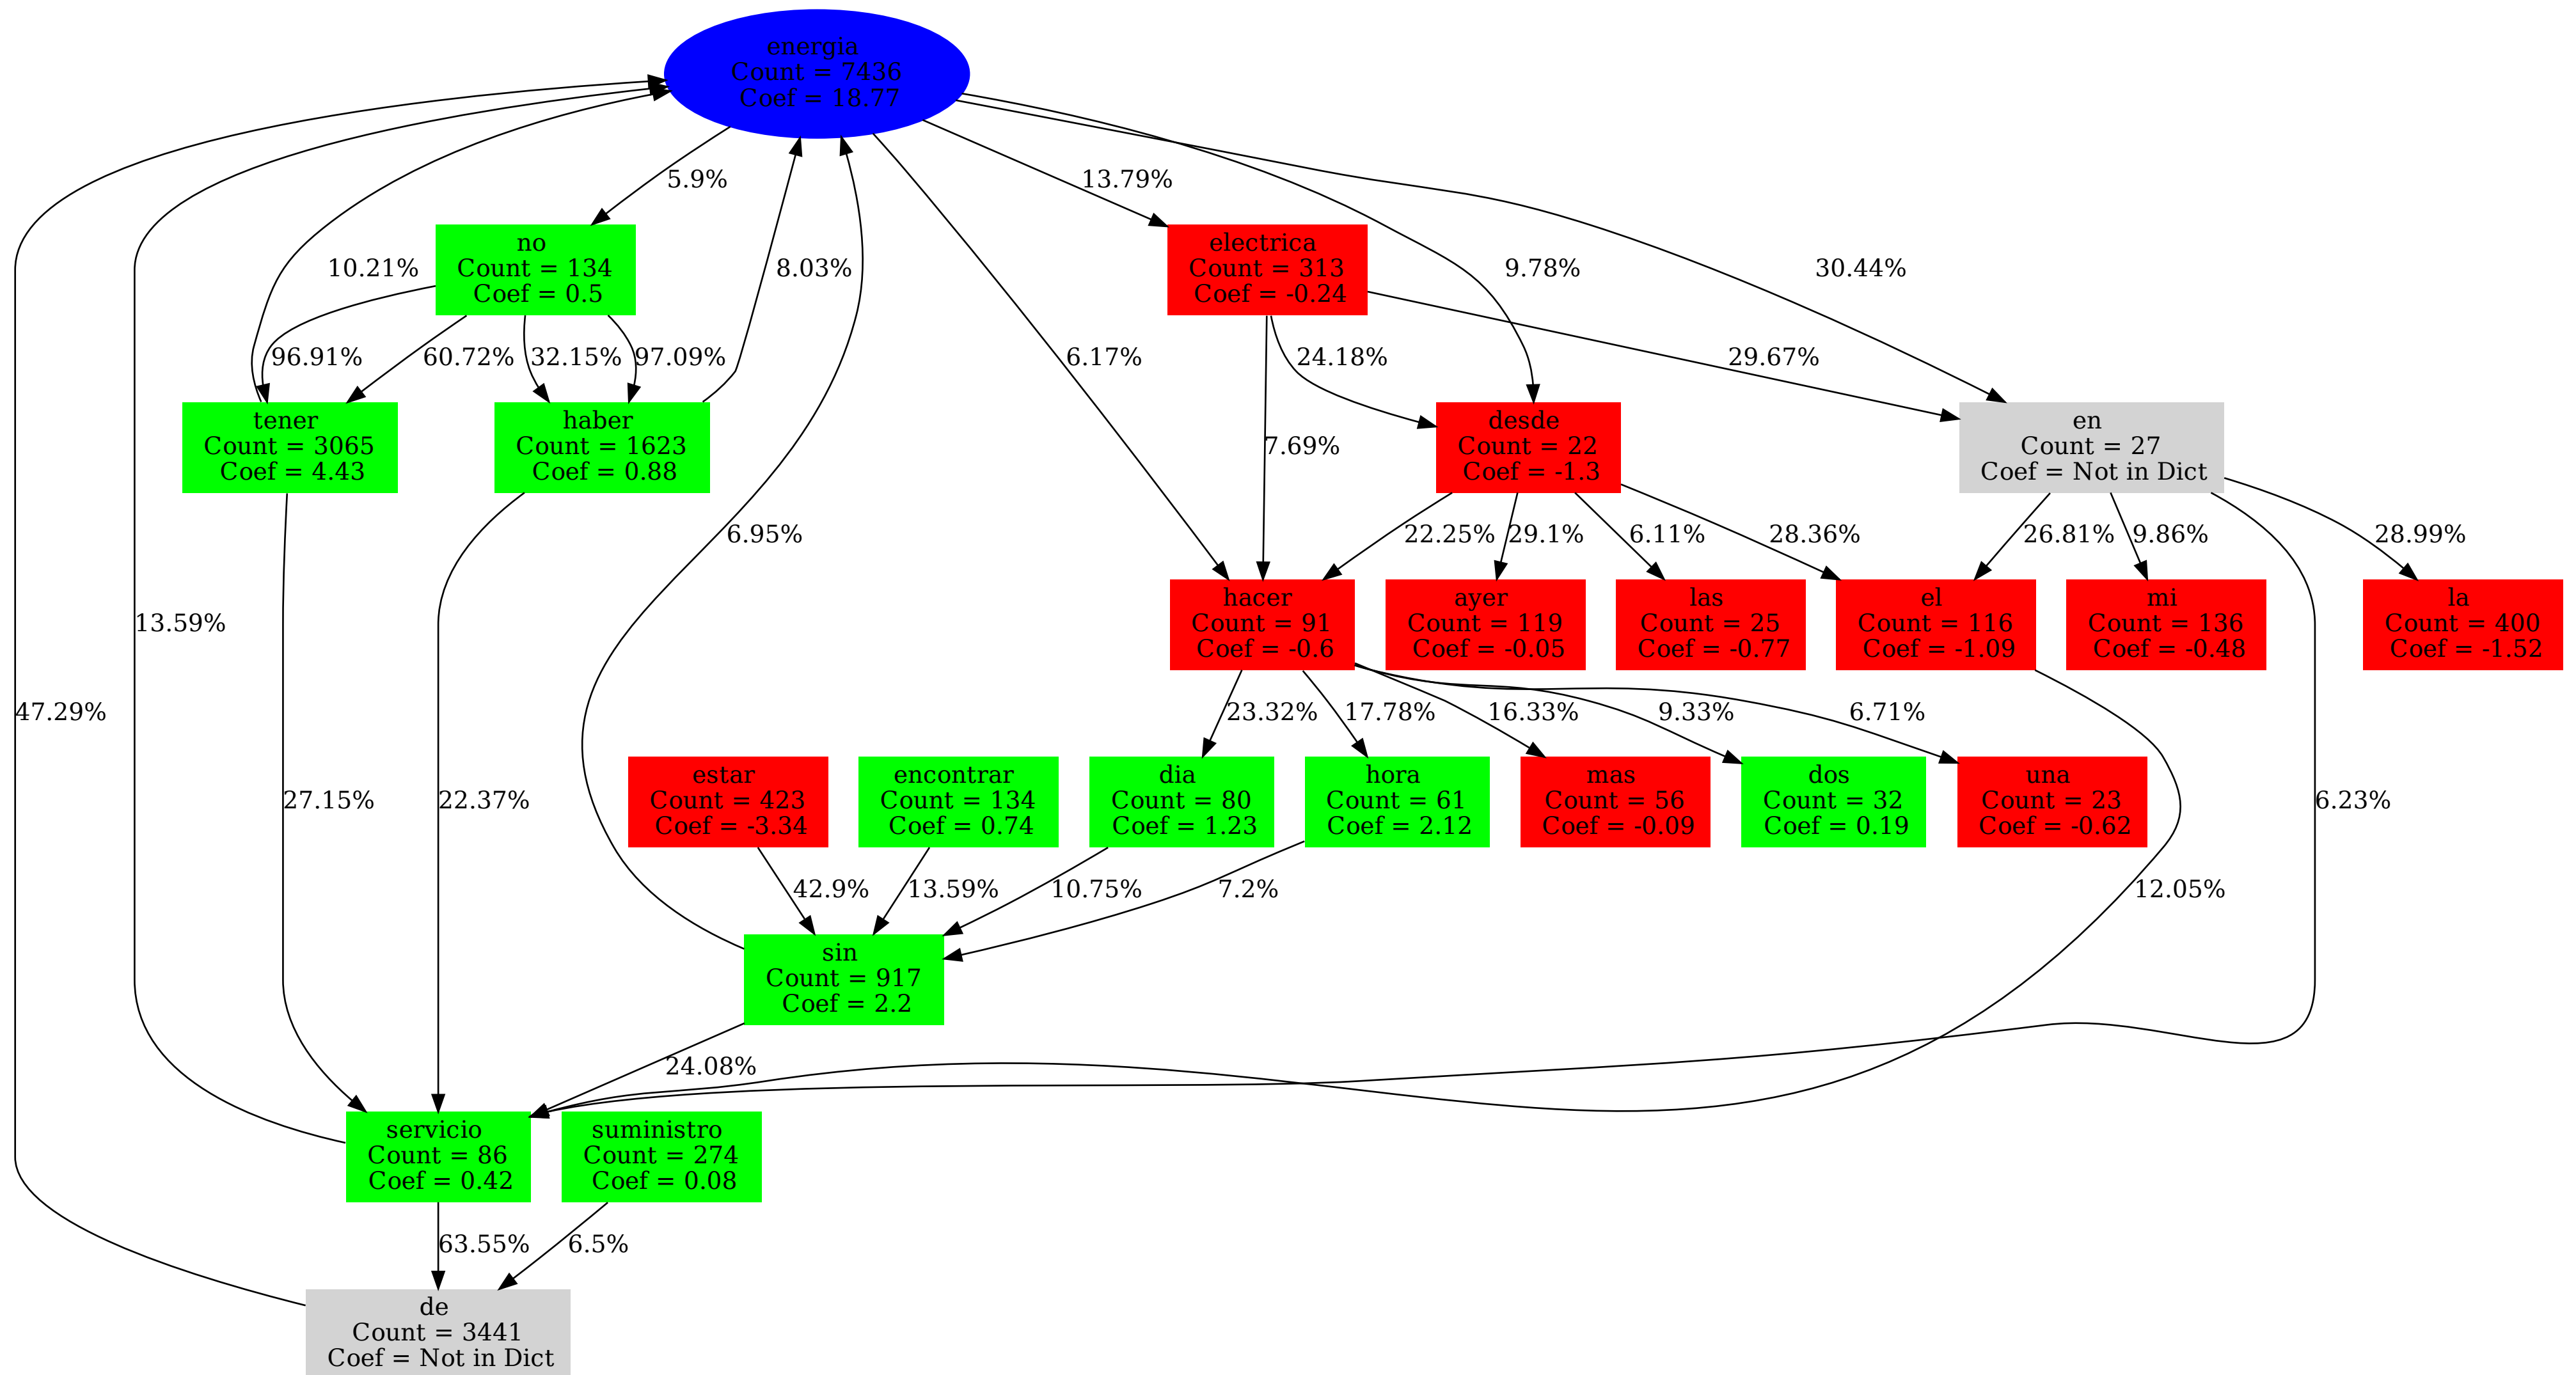 energia
Count = 7436
Coef = 18.77
5.9%
13.79%
no
Count = 134
Coef = 0.5
electrica
Count = 313
Coef = -0.24
10.21%
8.03%
9.78%
30.44%
96.91%
60.72%
32.15%
97.09%
6.17%
24.18%
29.67%
tener
Count = 3065
Coef = 4.43
haber
Count = 1623
Coef = 0.88
7.69%
desde
Count = 22
Coef = -1.3
en
Count = 27
Coef = Not in Dict
6.95%
22.25%
29.1%
6.11%
28.36%
26.81%
9.86%
28.99%
13.59%
hacer
Count = 91
Coef = -0.6
ayer
Count = 119
Coef = -0.05
las
Count = 25
Coef = -0.77
el
Count = 116
Coef = -1.09
mi
Count = 136
Coef = -0.48
la
Count = 400
Coef = -1.52
47.29%
23.32%
17.78%
16.33%
9.33%
6.71%
27.15%
22.37%
estar
Count = 423
Coef = -3.34
encontrar
Count = 134
Coef = 0.74
dia
Count = 80
Coef = 1.23
hora
Count = 61
Coef = 2.12
mas
Count = 56
Coef = -0.09
dos
Count = 32
Coef = 0.19
una
Count = 23
Coef = -0.62
6.23%
42.9%
13.59%
10.75%
7.2%
12.05%
sin
Count = 917
Coef = 2.2
24.08%
servicio
Count = 86
Coef = 0.42
suministro
Count = 274
Coef = 0.08
63.55%
6.5%
de
Count = 3441
Coef = Not in Dict